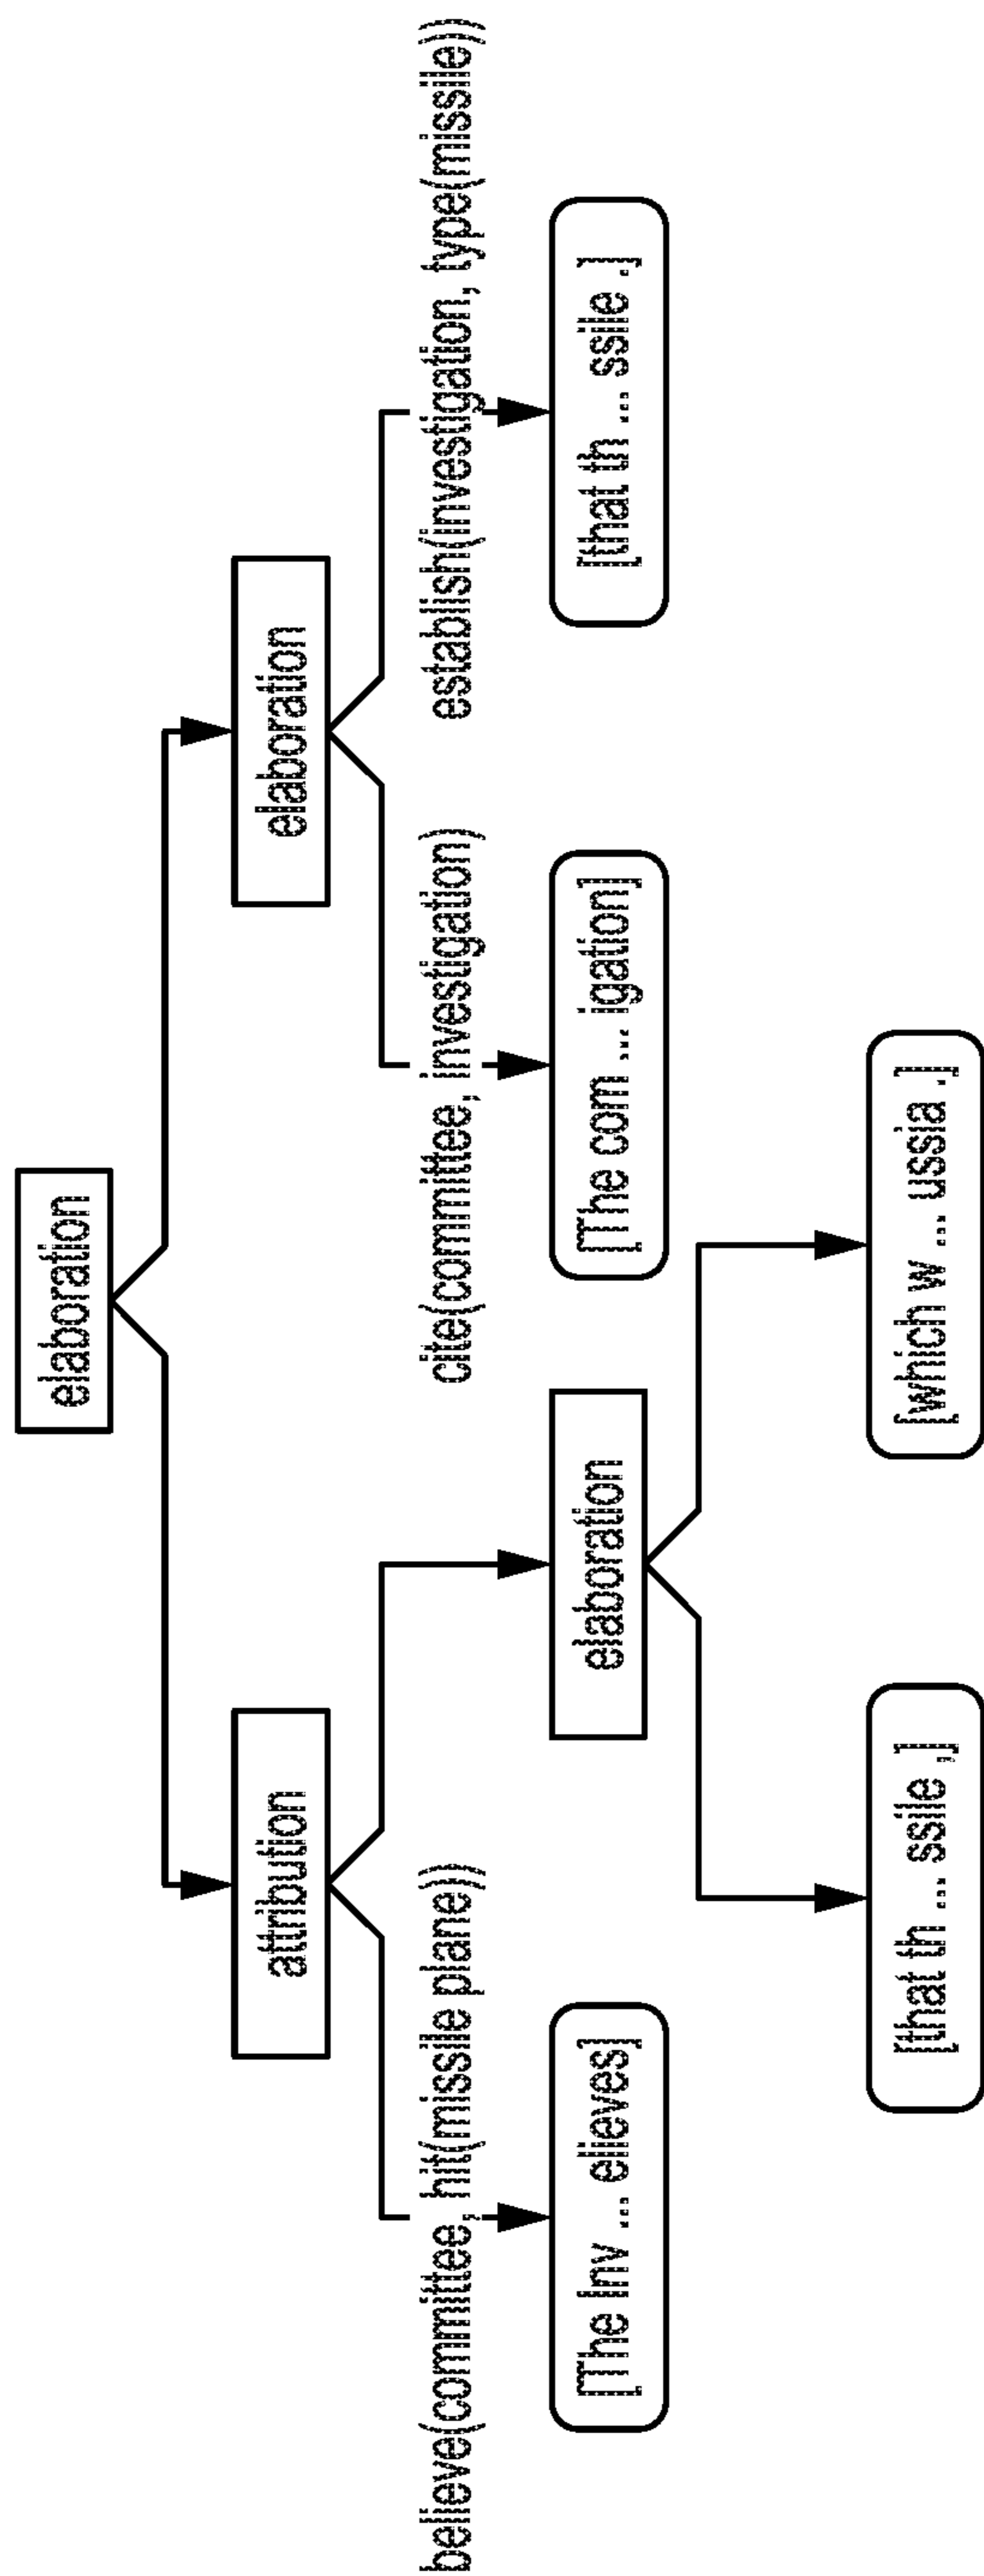 elaboration
attribution
elaboration
believe(committee, hit(missile plane))
cite(committee, investigation)
establish(investigation, type(missile))
[The Inv ... elieves]
elaboration
[The com ... igation]
[that th ... ssile .]
[that th ... ssile ,]
[which w ... ussia .]